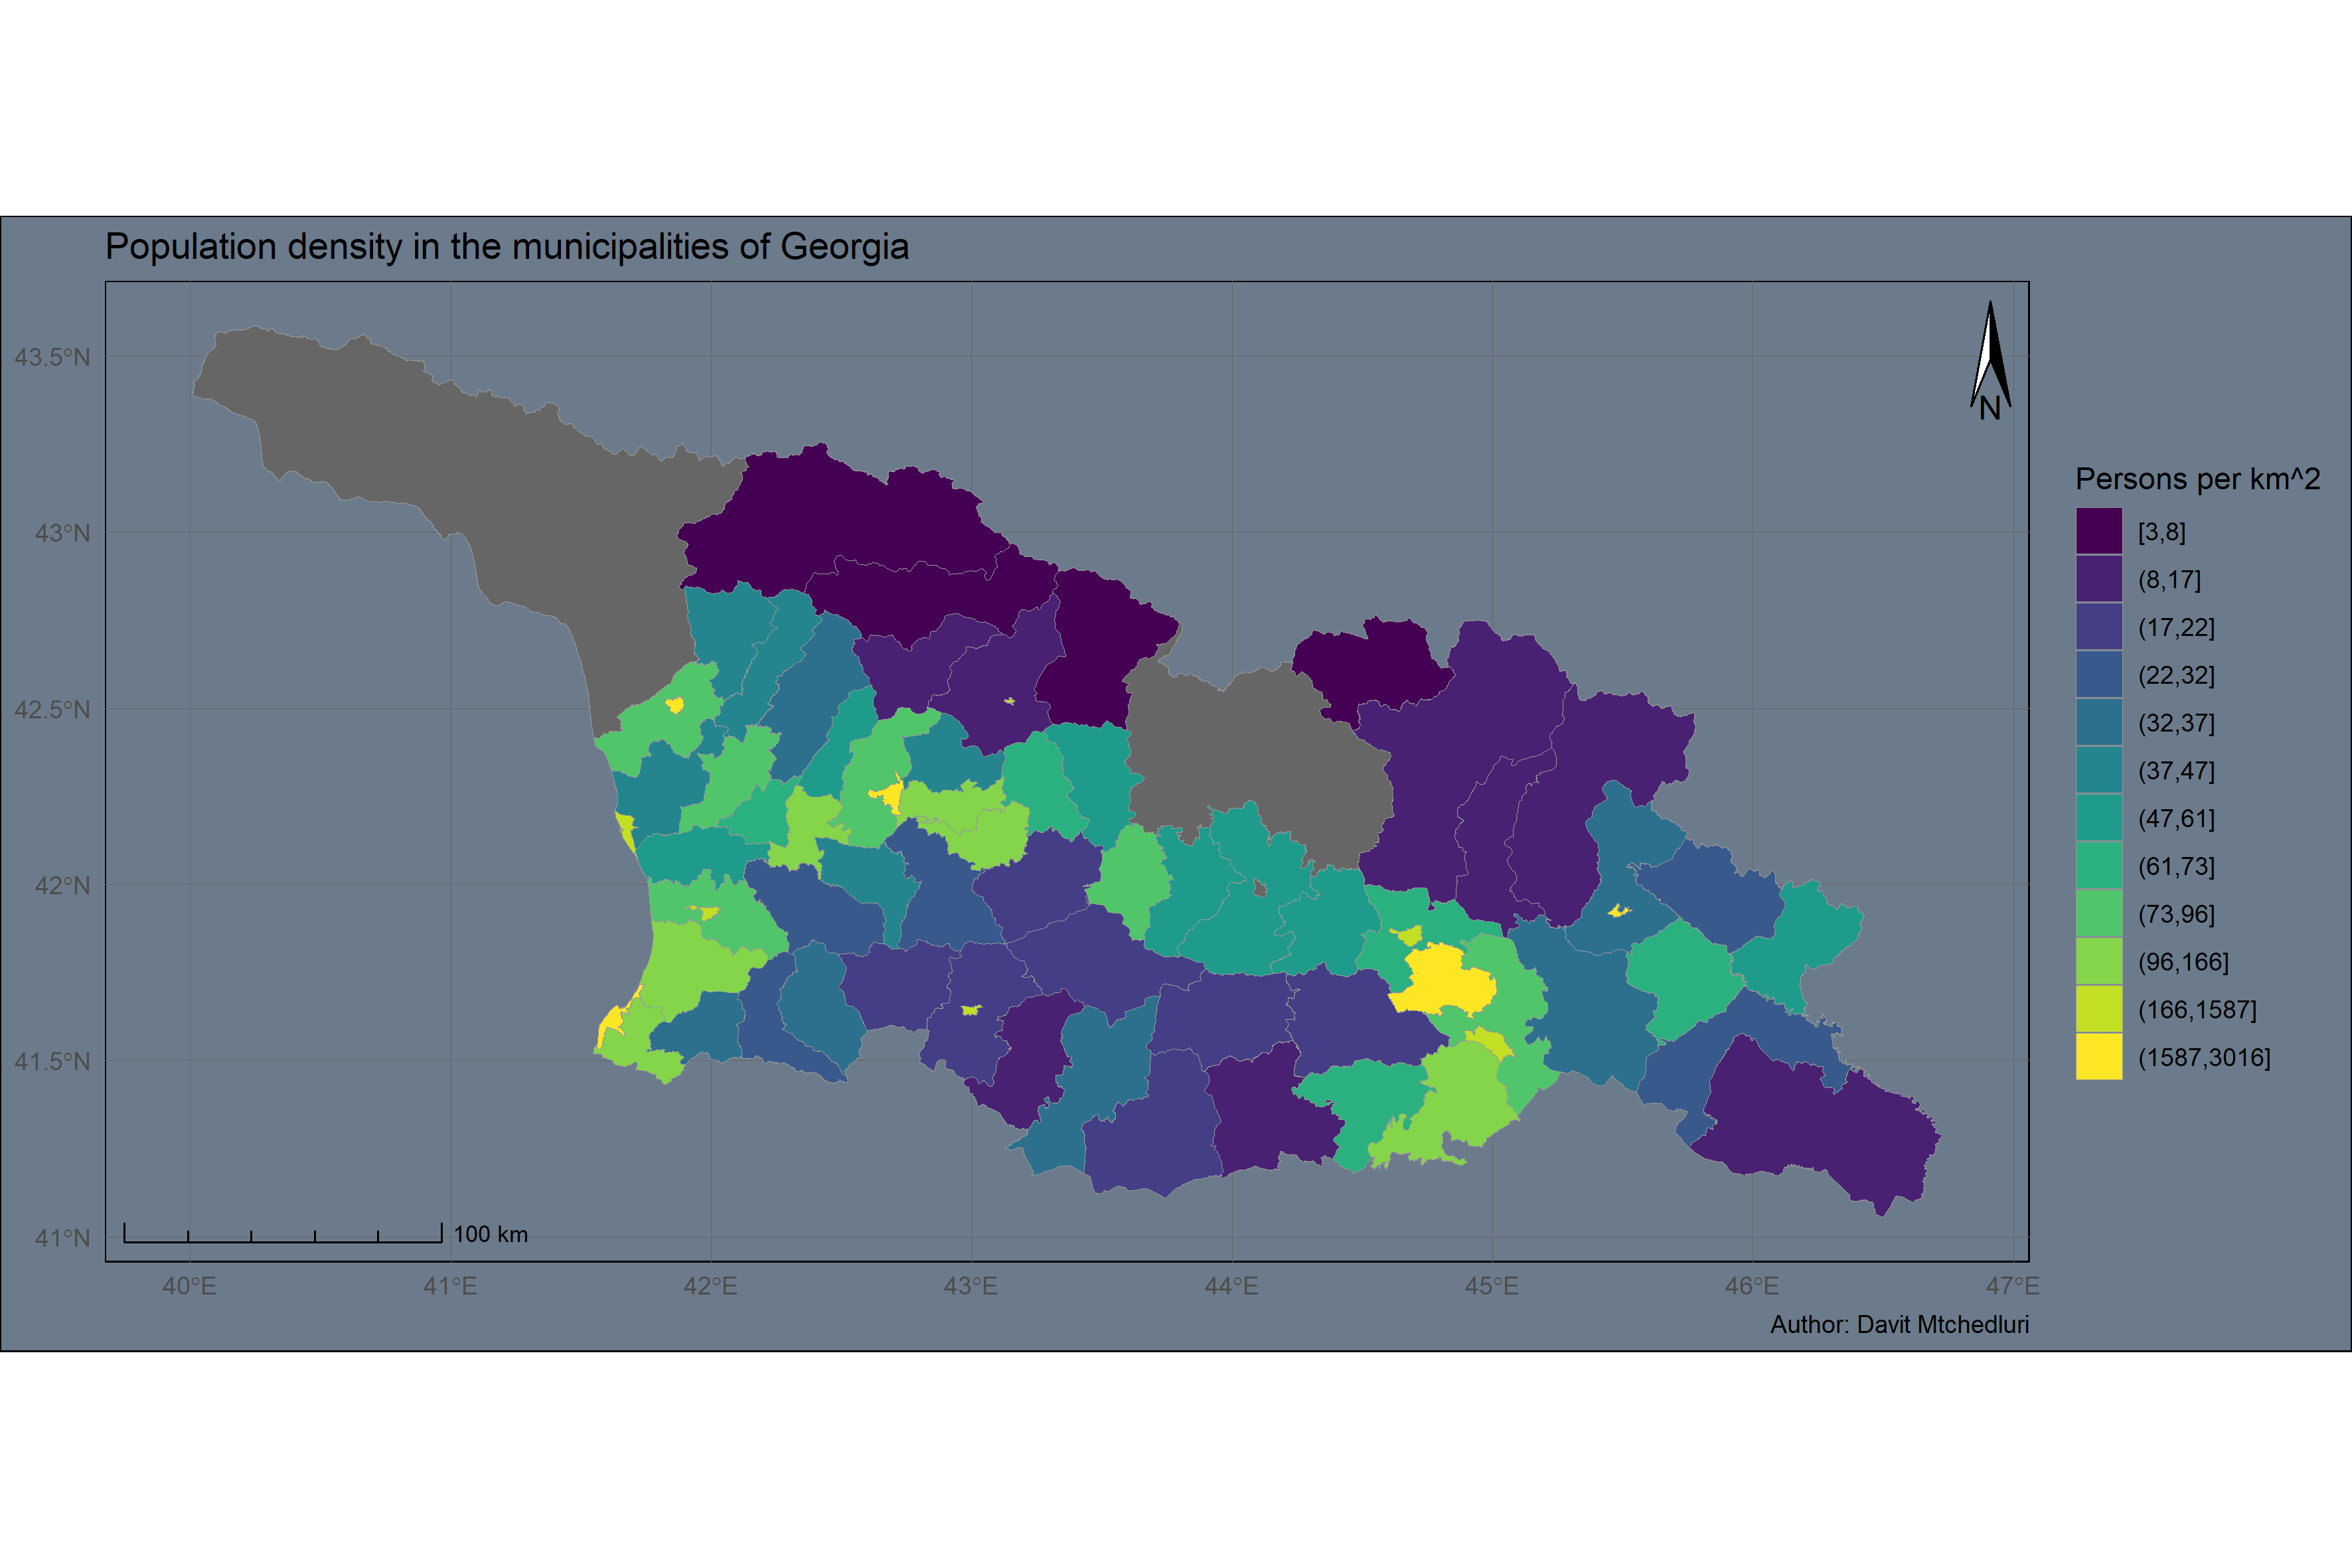 Population density in the municipalities of Georgia
43.5°N
43°N
42.5°N
42°N
41.5°N
41°N
N
100 km
40°E 41°E 42°E 43°E 44°E 45°E 46°E 47°E
Persons per km^2
[3,8]
(8,17]
(17,22]
(22,32]
(32,37]
(37,47]
(47,61]
(61,73]
(73,96]
(96,166]
(166,1587]
(1587,3016]
Author: Davit Mtchedluri